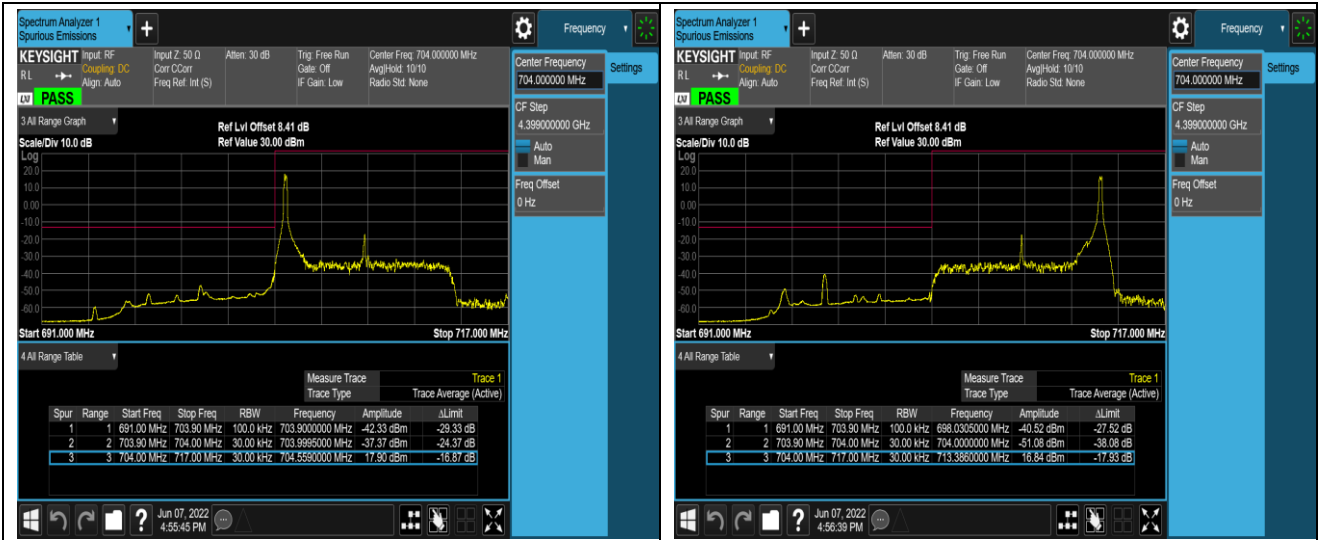 Spectrum Analyzer 1
Spurious Emissions
+
Frequency
KEYSIGHT
R L
LXI
PASS
Input: RF
Coupling: DC
Align: Auto
Input Z: 50 Ω
Corr CCorr
Freq Ref: Int (S)
Atten: 30 dB
Trig: Free Run
Gate: Off
IF Gain: Low
Center Freq: 704.000000 MHz
Avg|Hold: 10/10
Radio Std: None
Center Frequency
704.000000 MHz
Settings
CF Step
4.399000000 GHz
Auto
Man
Freq Offset
0 Hz
3 All Range Graph
Ref Lvl Offset 8.41 dB
Scale/Div 10.0 dB
Ref Value 30.00 dBm
Log
20.0
10.0
0.00
-10.0
-20.0
-30.0
-40.0
-50.0
-60.0
Start 691.000 MHz
Stop 717.000 MHz
4 All Range Table
Measure Trace Trace 1
Trace Type Trace Average (Active)
Spur Range Start Freq Stop Freq RBW Frequency Amplitude ΔLimit
1 1 691.00 MHz 703.90 MHz 100.0 kHz 703.9000000 MHz -42.33 dBm -29.33 dB
2 2 703.90 MHz 704.00 MHz 30.00 kHz 703.9995000 MHz -37.37 dBm -24.37 dB
3 3 704.00 MHz 717.00 MHz 30.00 kHz 704.5590000 MHz 17.90 dBm -16.87 dB
?
Jun 07, 2022
4:55:45 PM
Spectrum Analyzer 1
Spurious Emissions
+
Frequency
KEYSIGHT
R L
LXI
PASS
Input: RF
Coupling: DC
Align: Auto
Input Z: 50 Ω
Corr CCorr
Freq Ref: Int (S)
Atten: 30 dB
Trig: Free Run
Gate: Off
IF Gain: Low
Center Freq: 704.000000 MHz
Avg|Hold: 10/10
Radio Std: None
Center Frequency
704.000000 MHz
Settings
CF Step
4.399000000 GHz
Auto
Man
Freq Offset
0 Hz
3 All Range Graph
Ref Lvl Offset 8.41 dB
Scale/Div 10.0 dB
Ref Value 30.00 dBm
Log
20.0
10.0
0.00
-10.0
-20.0
-30.0
-40.0
-50.0
-60.0
Start 691.000 MHz
Stop 717.000 MHz
4 All Range Table
Measure Trace Trace 1
Trace Type Trace Average (Active)
Spur Range Start Freq Stop Freq RBW Frequency Amplitude ΔLimit
1 1 691.00 MHz 703.90 MHz 100.0 kHz 698.0305000 MHz -40.52 dBm -27.52 dB
2 2 703.90 MHz 704.00 MHz 30.00 kHz 704.0000000 MHz -51.08 dBm -38.08 dB
3 3 704.00 MHz 717.00 MHz 30.00 kHz 713.3860000 MHz 16.84 dBm -17.93 dB
?
Jun 07, 2022
4:56:39 PM